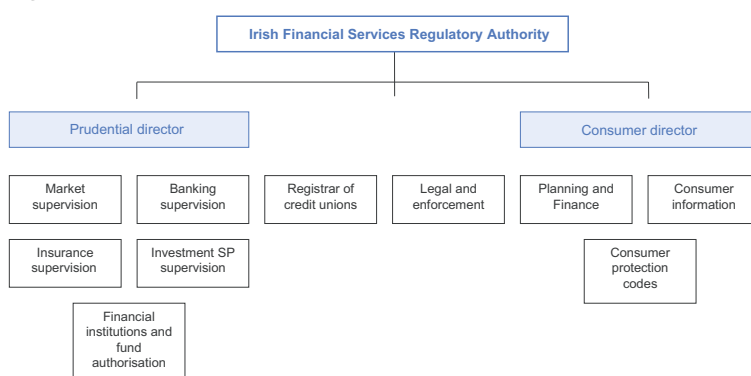 Irish Financial Services Regulatory Authority
Prudential director
Consumer director
Market
supervision
Banking
supervision
Registrar of
credit unions
Legal and
enforcement
Planning and
Finance
Consumer
information
Insurance
supervision
Investment SP
supervision
Consumer
protection
codes
Financial
institutions and
fund
authorisation